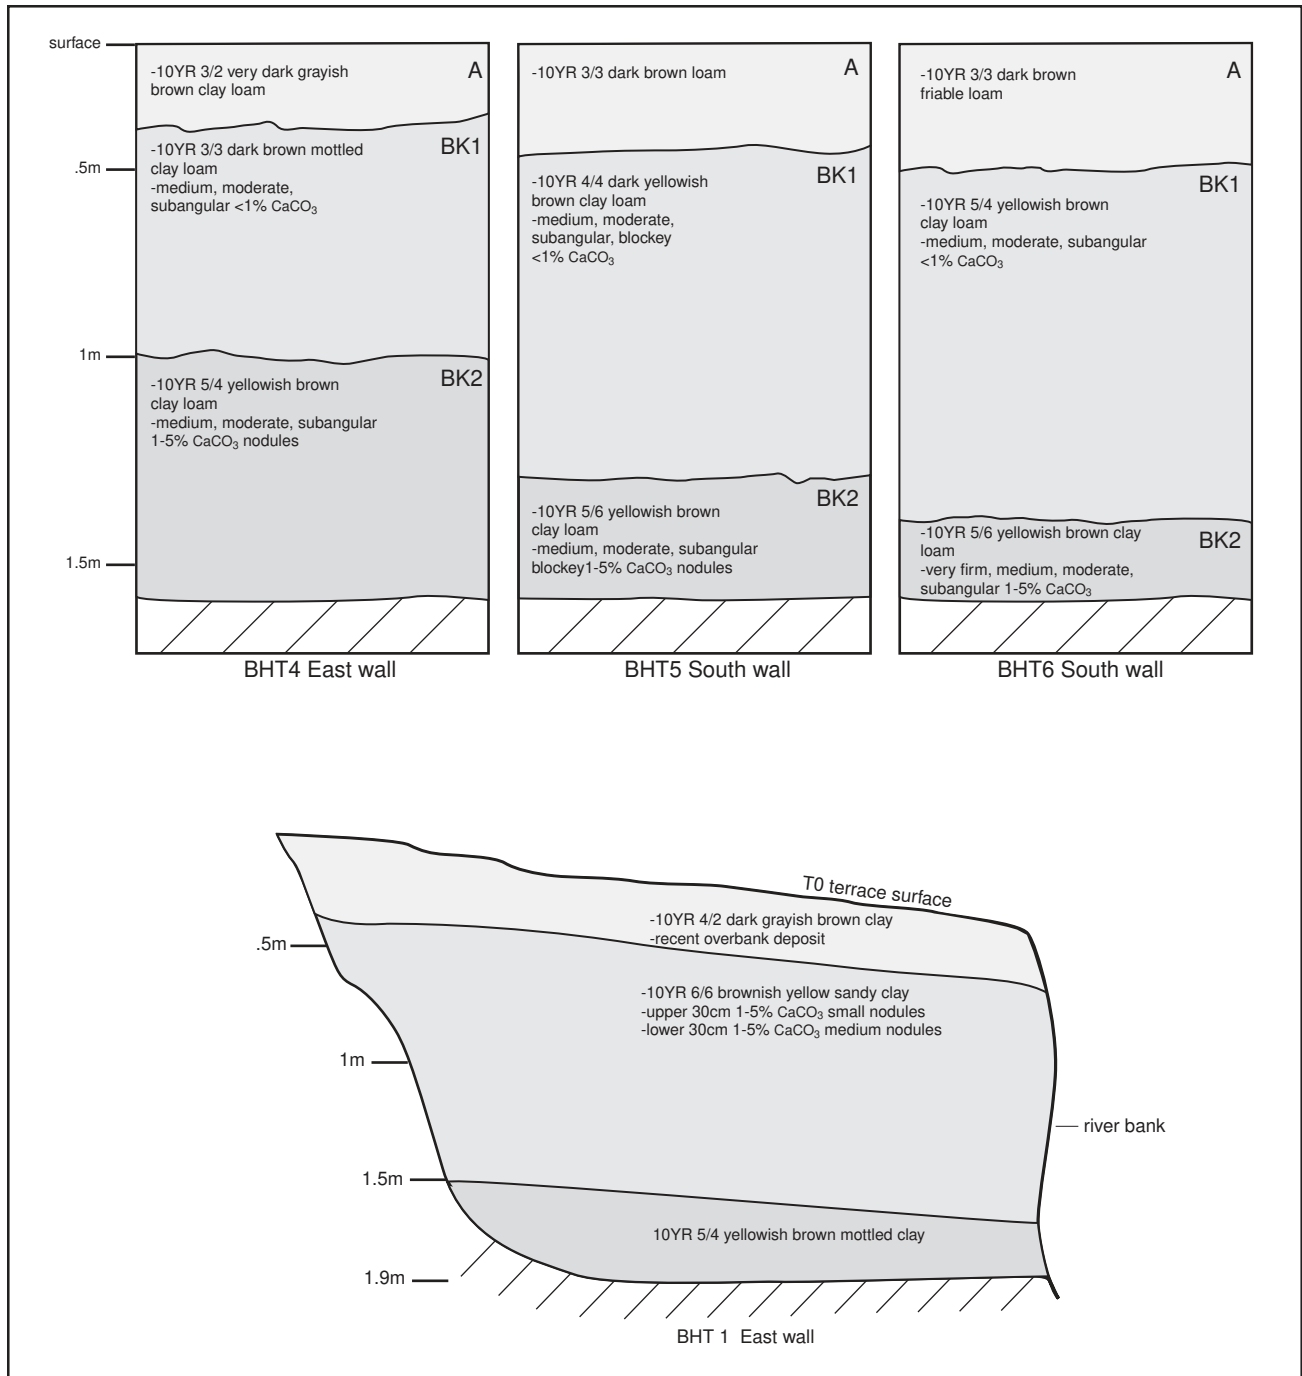 surface
.5m
1m
1.5m
-10YR 3/2 very dark grayish
brown clay loam
A
-10YR 3/3 dark brown mottled
clay loam
-medium, moderate,
subangular <1% CaCO₃
BK1
-10YR 5/4 yellowish brown
clay loam
-medium, moderate, subangular
1-5% CaCO₃ nodules
BK2
BHT4 East wall
-10YR 3/3 dark brown loam
A
-10YR 4/4 dark yellowish
brown clay loam
-medium, moderate,
subangular, blockey
<1% CaCO₃
BK1
-10YR 5/6 yellowish brown
clay loam
-medium, moderate, subangular
blockey1-5% CaCO₃ nodules
BK2
BHT5 South wall
-10YR 3/3 dark brown
friable loam
A
-10YR 5/4 yellowish brown
clay loam
-medium, moderate, subangular
<1% CaCO₃
BK1
-10YR 5/6 yellowish brown clay
loam
-very firm, medium, moderate,
subangular 1-5% CaCO₃
BK2
BHT6 South wall
T0 terrace surface
-10YR 4/2 dark grayish brown clay
-recent overbank deposit
.5m
-10YR 6/6 brownish yellow sandy clay
-upper 30cm 1-5% CaCO₃ small nodules
-lower 30cm 1-5% CaCO₃ medium nodules
1m
river bank
1.5m
10YR 5/4 yellowish brown mottled clay
1.9m
BHT 1 East wall